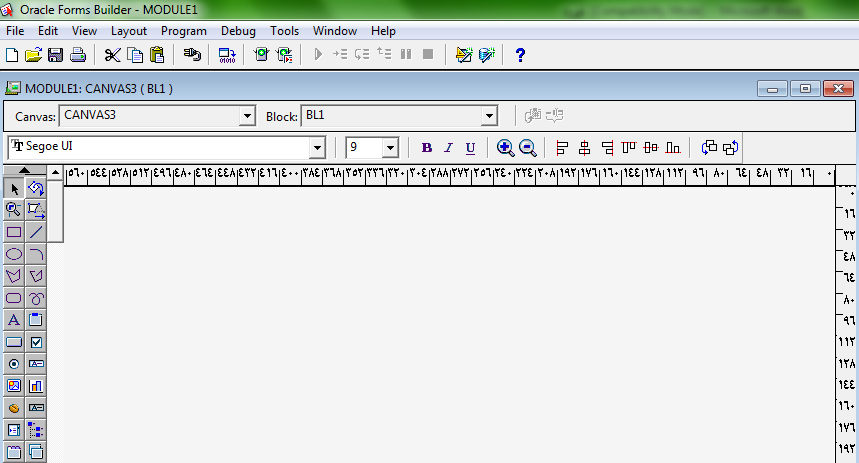 Oracle Forms Builder - MODULE1
File Edit View Layout Program Debug Tools Window Help
MODULE1: CANVAS3 ( BL1 )
Canvas: CANVAS3 Block: BL1
Segoe UI 9 B I U
٥٦٠ ٥٤٤ ٥٢٨ ٥١٢ ٤٩٦ ٤٨٠ ٤٦٤ ٤٤٨ ٤٣٢ ٤١٦ ٤٠٠ ٣٨٤ ٣٦٨ ٣٥٢ ٣٣٦ ٣٢٠ ٣٠٤ ٢٨٨ ٢٧٢ ٢٥٦ ٢٤٠ ٢٢٤ ٢٠٨ ١٩٢ ١٧٦ ١٦٠ ١٤٤ ١٢٨ ١١٢ ٩٦ ٨٠ ٦٤ ٤٨ ٣٢ ١٦ ٠
٠
١٦
٣٢
٤٨
٦٤
٨٠
٩٦
١١٢
١٢٨
١٤٤
١٦٠
١٧٦
١٩٢